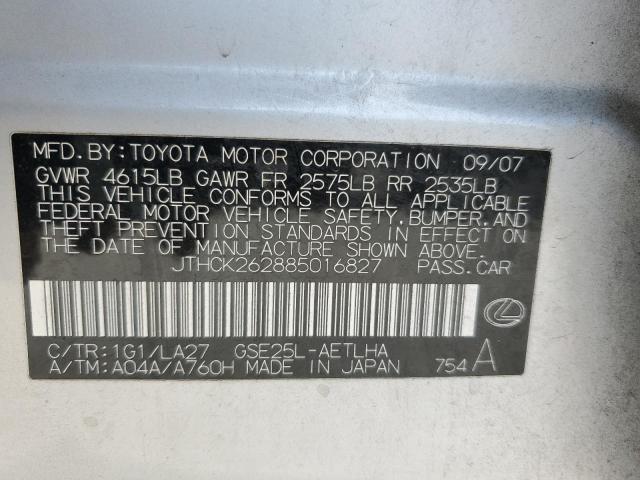 MFD.BY:TOYOTA MOTOR CORPORATION 09/07
GVWR 4615LB GAWR FR 2575LB RR 2535LB
THIS VEHICLE CONFORMS TO ALL APPLICABLE
FEDERAL MOTOR VEHICLE SAFETY,BUMPER,AND
THEFT PREVENTION STANDARDS IN EFFECT ON
THE DATE OF MANUFACTURE SHOWN ABOVE.
JTHCK262885016827 PASS.CAR
C/TR:1G1/LA27 GSE25L-AETLHA
A/TM:A04A/A760H MADE IN JAPAN 754 A